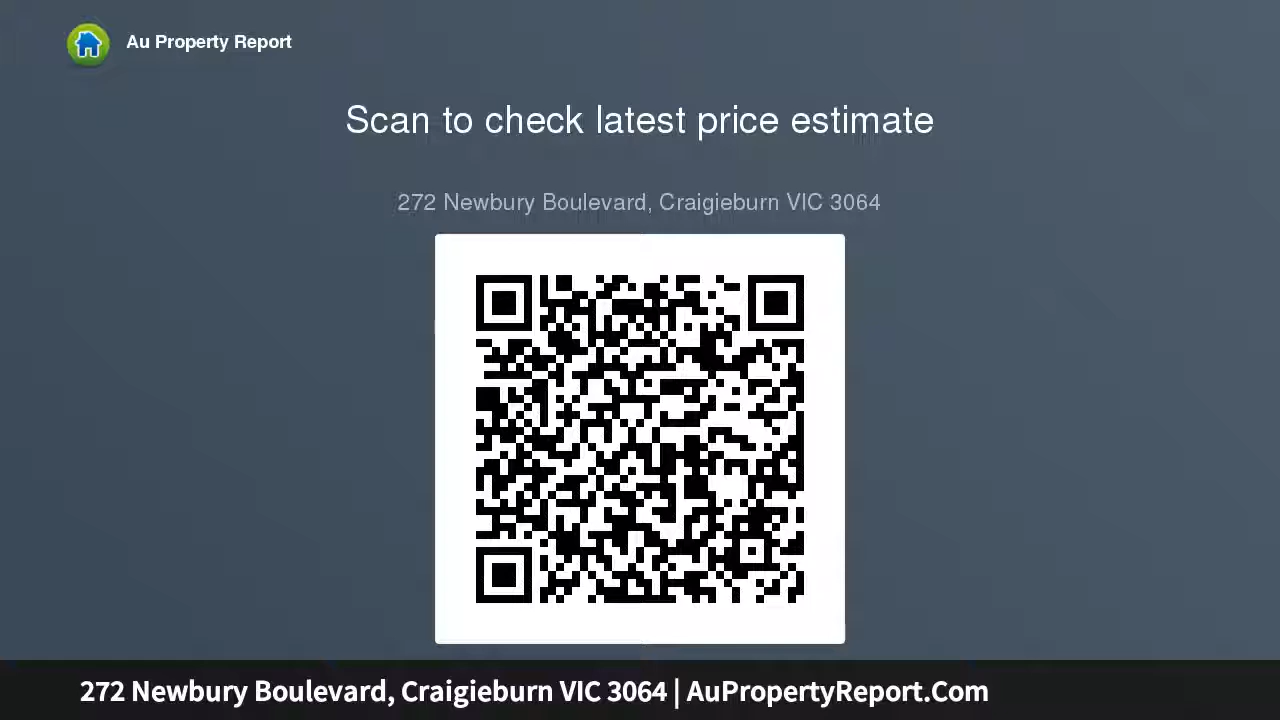 Au Property Report
Scan to check latest price estimate
272 Newbury Boulevard, Craigieburn VIC 3064
272 Newbury Boulevard, Craigieburn VIC 3064 | AuPropertyReport.Com